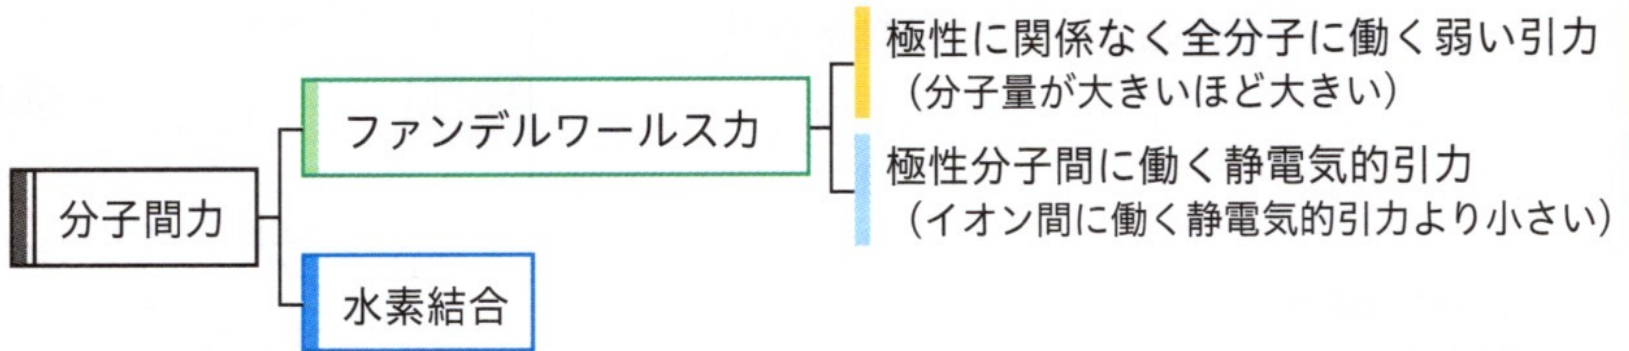 分子間力
ファンデルワールス力
極性に関係なく全分子に働く弱い引力
（分子量が大きいほど大きい）
極性分子間に働く静電気的引力
（イオン間に働く静電気的引力より小さい）
水素結合